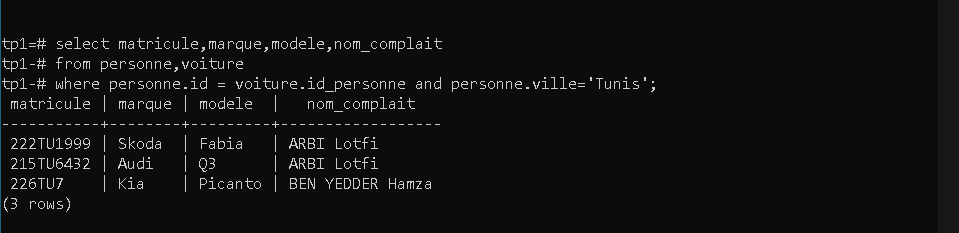 tp1=# select matricule,marque,modele,nom_complait
tp1-# from personne,voiture
tp1-# where personne.id = voiture.id_personne and personne.ville='Tunis';
 matricule | marque | modele  |   nom_complait
-----------+--------+---------+------------------
 222TU1999 | Skoda  | Fabia   | ARBI Lotfi
 215TU6432 | Audi   | Q3      | ARBI Lotfi
 226TU7    | Kia    | Picanto | BEN YEDDER Hamza
(3 rows)